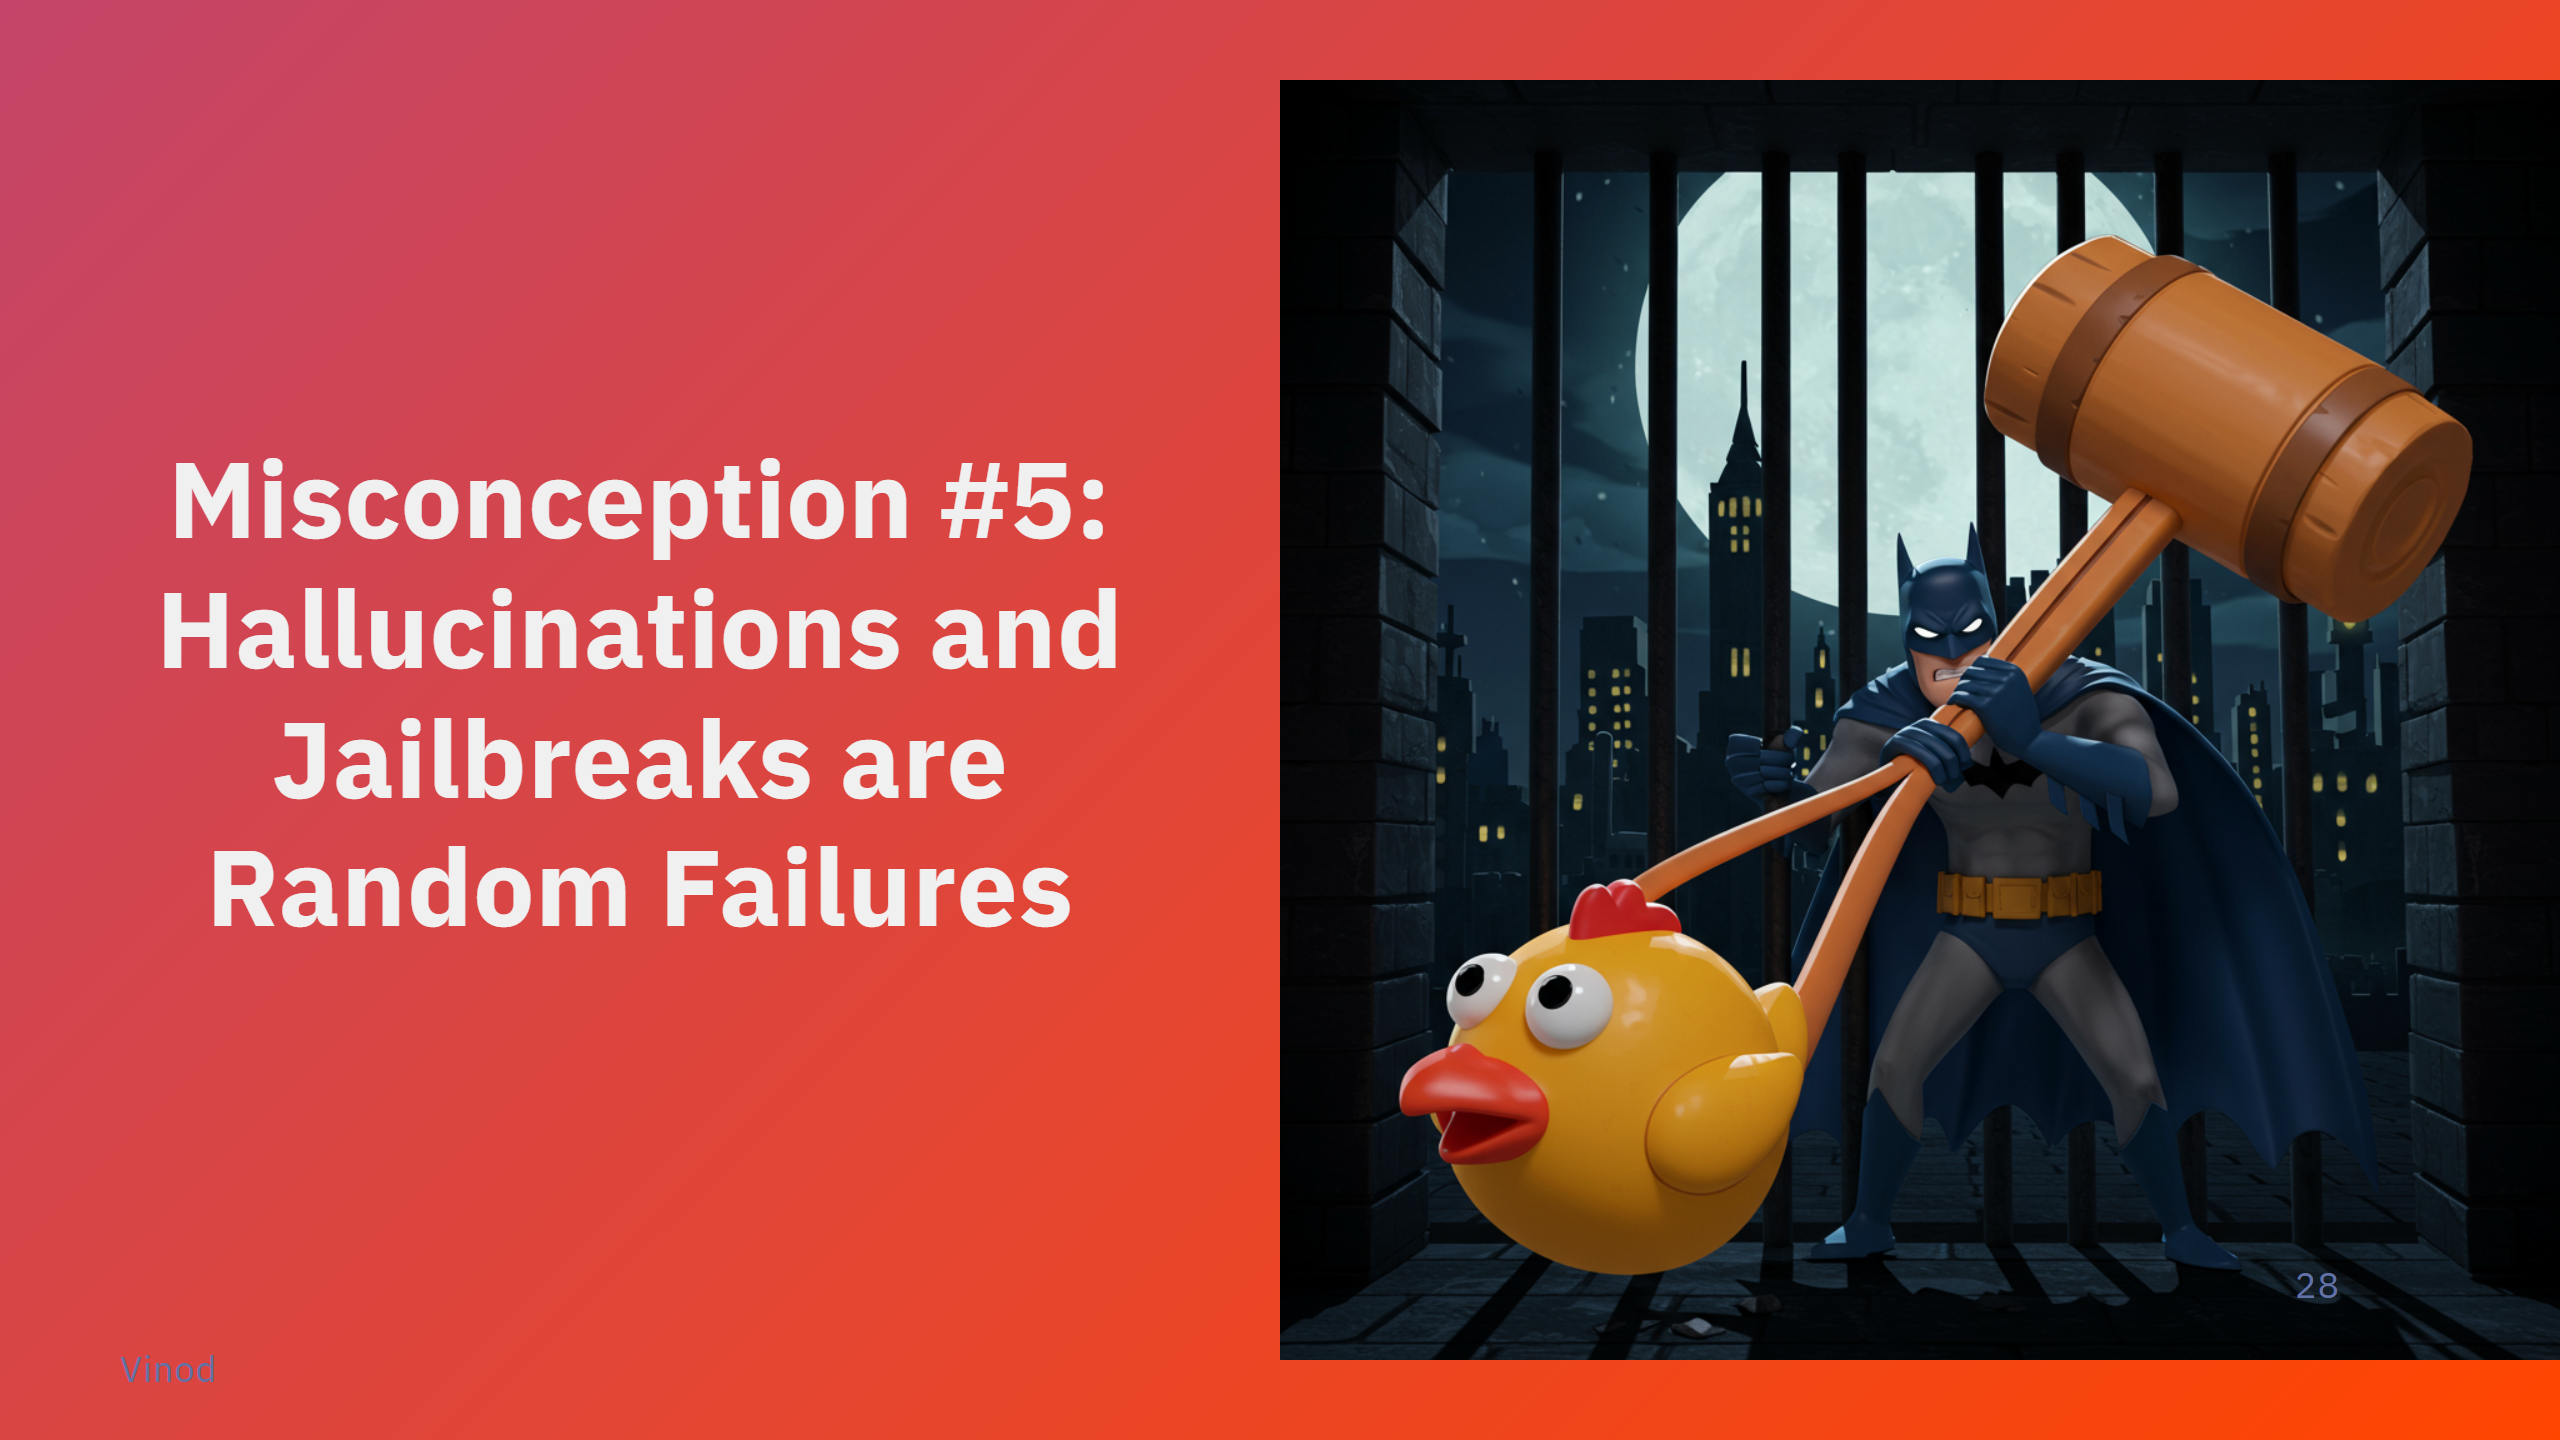 Misconception #5:
Hallucinations and
Jailbreaks are
Random Failures
28
Vinod